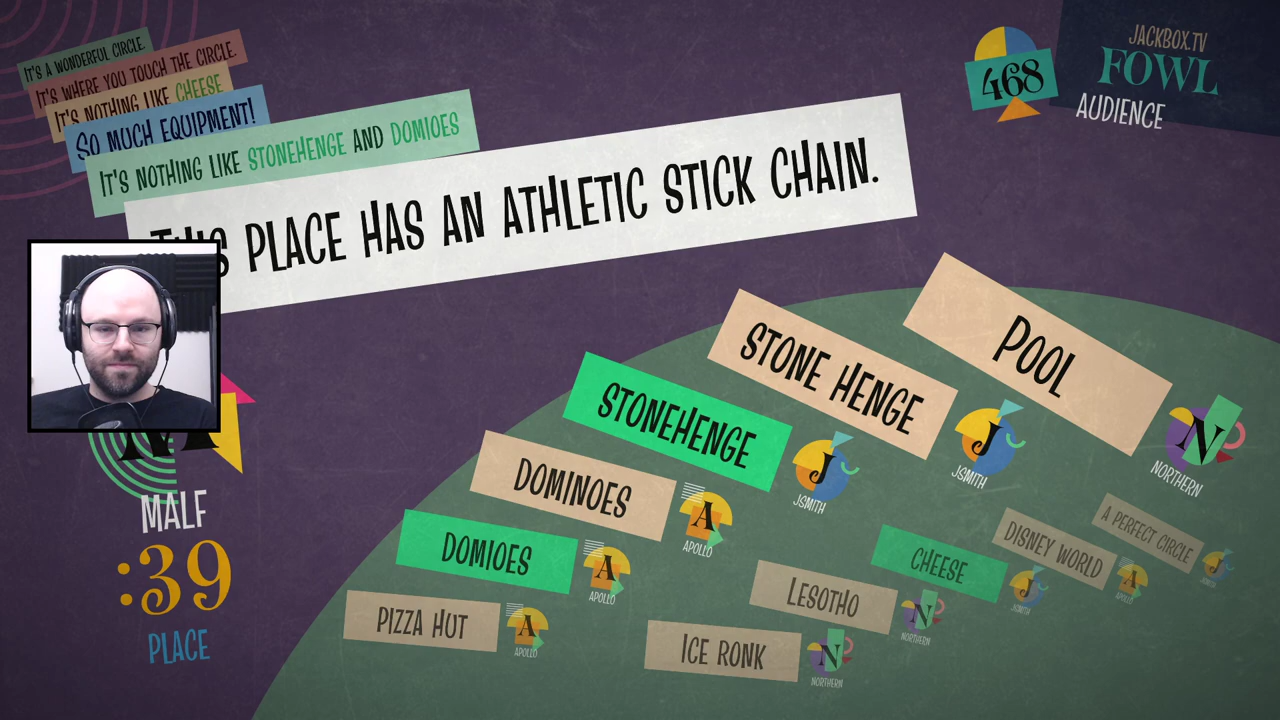 IT'S A WONDERFUL CIRCLE.
IT'S WHERE YOU TOUCH THE CIRCLE.
IT'S NOTHING LIKE CHEESE
SO MUCH EQUIPMENT!
IT'S NOTHING LIKE STONEHENGE AND DOMIOES
THIS PLACE HAS AN ATHLETIC STICK CHAIN.
468
JACKBOX.TV
FOWL
AUDIENCE
POOL
N
NORTHERN
STONE HENGE
J
JSMITH
STONEHENGE
J
JSMITH
DOMINOES
A
APOLLO
DOMIOES
A
APOLLO
PIZZA HUT
A
APOLLO
A PERFECT CIRCLE
J
JSMITH
DISNEY WORLD
A
APOLLO
CHEESE
J
JSMITH
LESOTHO
N
NORTHERN
ICE RONK
N
NORTHERN
M
MALF
:39
PLACE